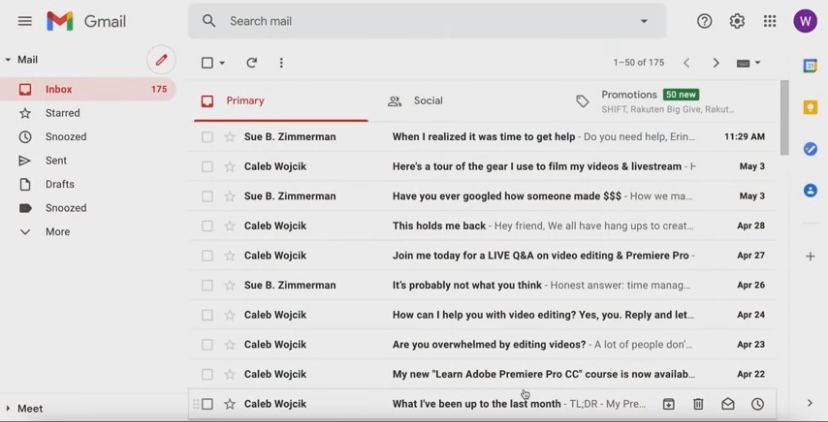 Gmail
Search mail
W
Mail
1–50 of 175
Inbox 175
Starred
Snoozed
Sent
Drafts
Snoozed
More
Meet
Primary
Social
Promotions 50 new
SHIFT, Rakuten Big Give, Rakut...
Sue B. Zimmerman When I realized it was time to get help - Do you need help, Erin... 11:29 AM
Caleb Wojcik Here's a tour of the gear I use to film my videos & livestream - H May 3
Sue B. Zimmerman Have you ever googled how someone made $$$ - How we ma... May 3
Caleb Wojcik This holds me back - Hey friend, We all have hang ups to creat... Apr 28
Caleb Wojcik Join me today for a LIVE Q&A on video editing & Premiere Pro - Apr 27
Sue B. Zimmerman It's probably not what you think - Honest answer: time manag... Apr 26
Caleb Wojcik How can I help you with video editing? Yes, you. Reply and let... Apr 24
Caleb Wojcik Are you overwhelmed by editing videos? - A lot of people don'... Apr 23
Caleb Wojcik My new "Learn Adobe Premiere Pro CC" course is now availab... Apr 22
Caleb Wojcik What I've been up to the last month - TL;DR - My Pre...